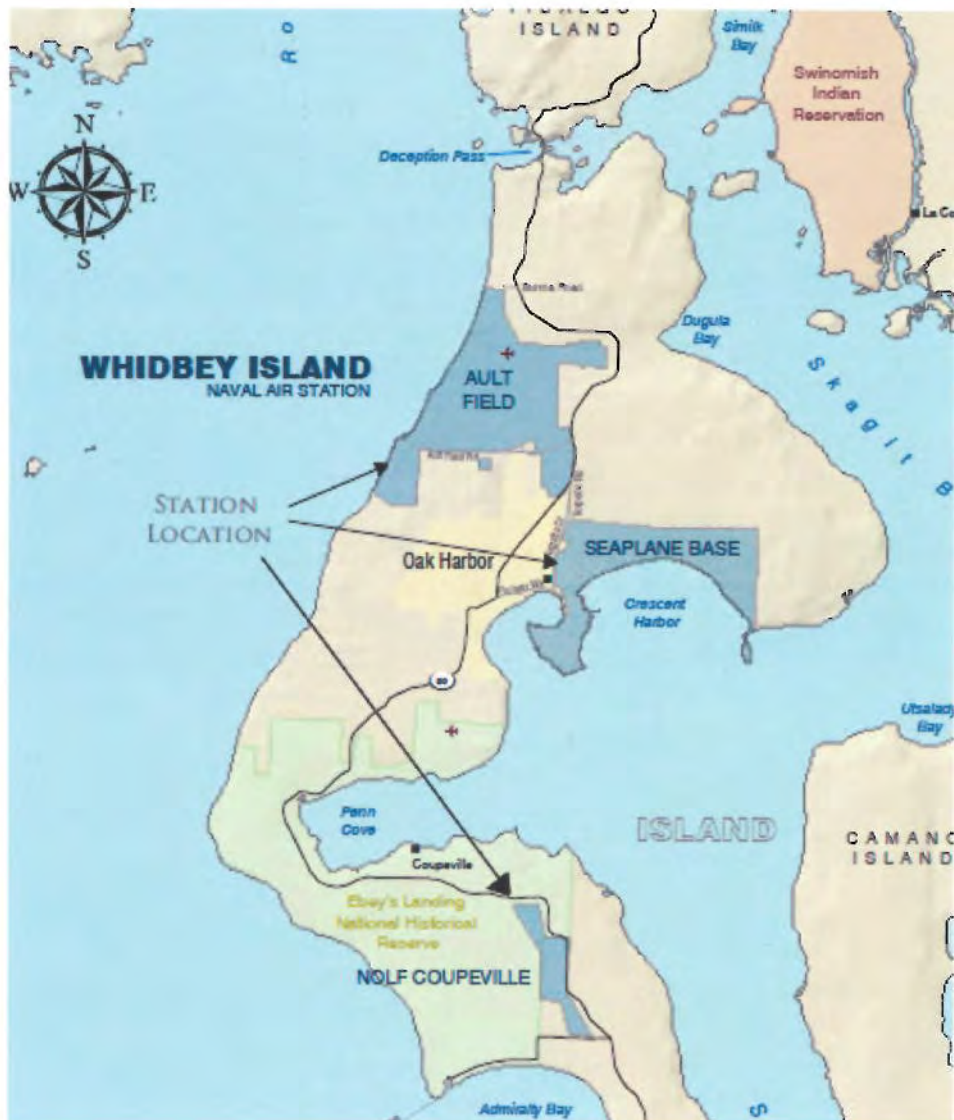 ISLAND
Similk
Bay
Swinomish
Indian
Reservation
N
W
E
S
Deception Pass
Dugula
Bay
WHIDBEY ISLAND
NAVAL AIR STATION
AULT
FIELD
Skagit B
STATION
LOCATION
Oak Harbor
SEAPLANE BASE
Crescent
Harbor
Utsalady
Bay
Penn
Cove
ISLAND
CAMANO
ISLAND
Coupeville
Ebey's Landing
National Historical
Reserve
NOLF COUPEVILLE
Admiralty Bay
S